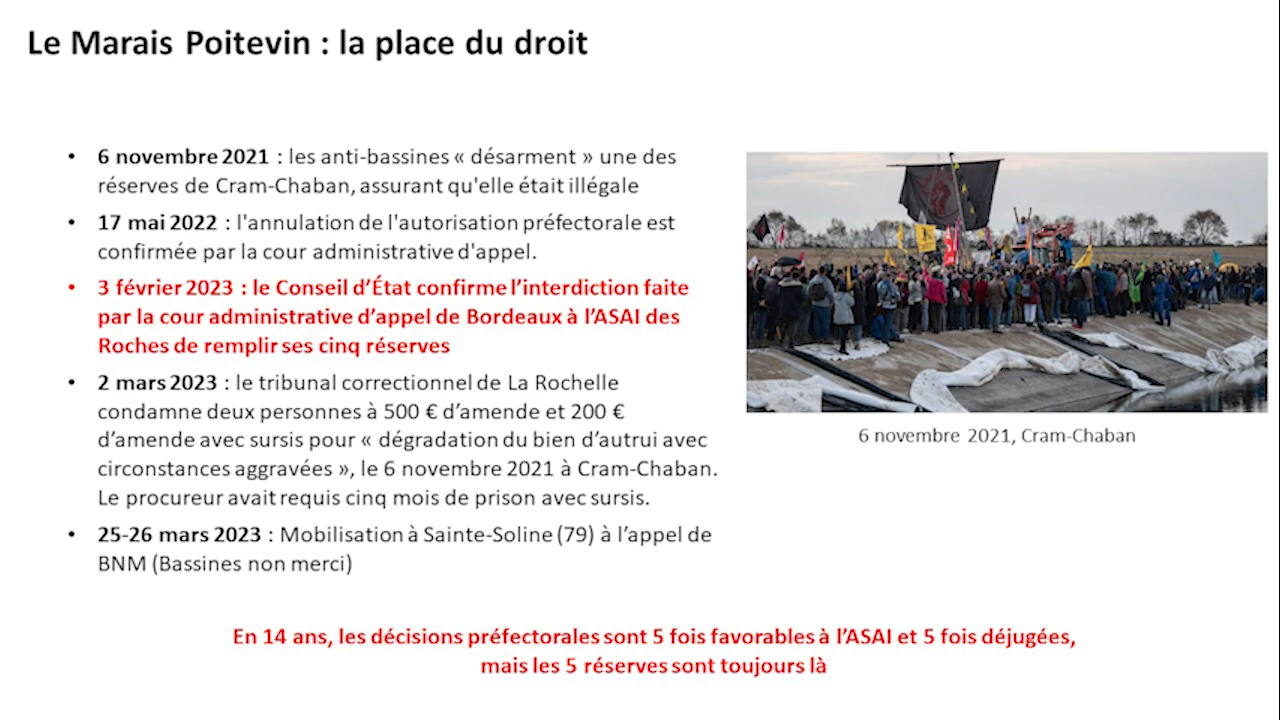 Le Marais Poitevin : la place du droit
• 6 novembre 2021 : les anti-bassines « désarment » une des
réserves de Cram-Chaban, assurant qu'elle était illégale
• 17 mai 2022 : l'annulation de l'autorisation préfectorale est
confirmée par la cour administrative d'appel.
• 3 février 2023 : le Conseil d’État confirme l’interdiction faite
par la cour administrative d’appel de Bordeaux à l’ASAI des
Roches de remplir ses cinq réserves
• 2 mars 2023 : le tribunal correctionnel de La Rochelle
condamne deux personnes à 500 € d’amende et 200 €
d’amende avec sursis pour « dégradation du bien d’autrui avec
circonstances aggravées », le 6 novembre 2021 à Cram-Chaban.
Le procureur avait requis cinq mois de prison avec sursis.
• 25-26 mars 2023 : Mobilisation à Sainte-Soline (79) à l’appel de
BNM (Bassines non merci)
6 novembre 2021, Cram-Chaban
En 14 ans, les décisions préfectorales sont 5 fois favorables à l’ASAI et 5 fois déjugées,
mais les 5 réserves sont toujours là